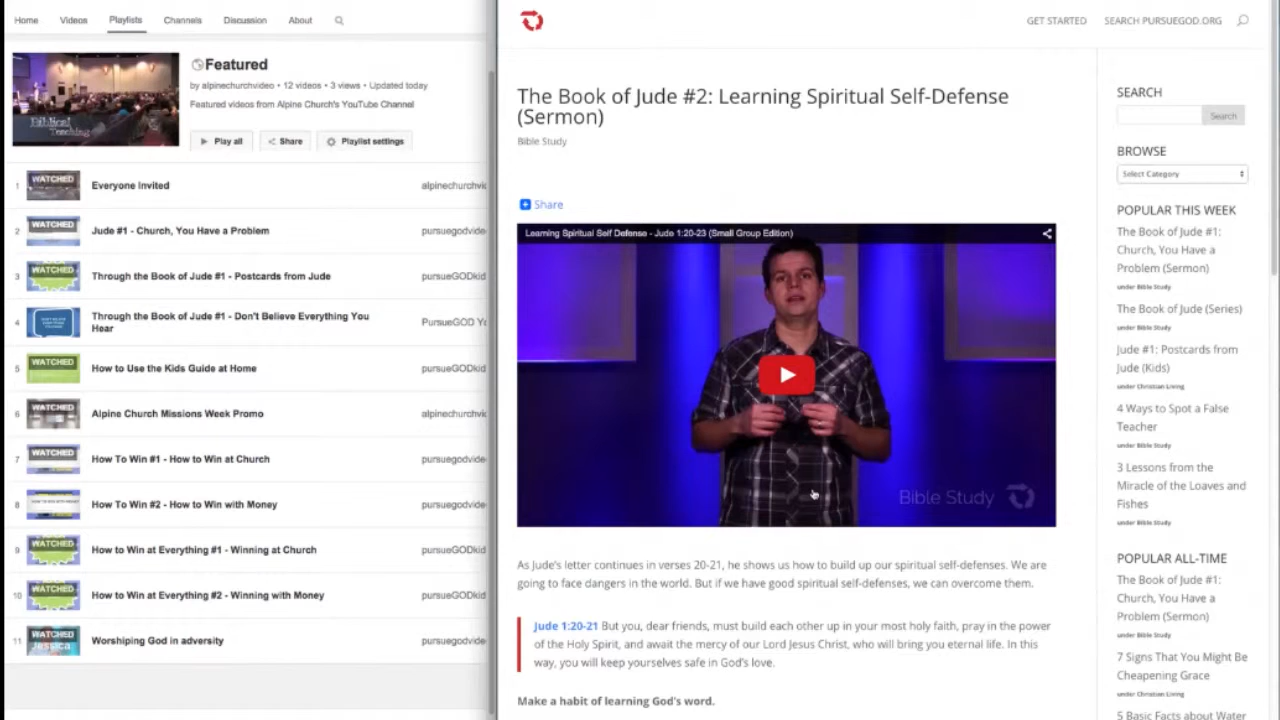 Home Videos Playlists Channels Discussion About
Featured
by alpinechurchvideo • 12 videos • 3 views • Updated today
Featured videos from Alpine Church's YouTube Channel
Biblical Teaching
Play all Share Playlist settings
1 WATCHED Everyone Invited alpinechurchvic
2 WATCHED Jude #1 - Church, You Have a Problem pursuegodvideo
3 WATCHED Through the Book of Jude #1 - Postcards from Jude pursueGODkid
4 Through the Book of Jude #1 - Don't Believe Everything You
Hear PursueGOD Yo
5 WATCHED How to Use the Kids Guide at Home pursueGODkid
6 WATCHED Alpine Church Missions Week Promo alpinechurchvic
7 WATCHED How To Win #1 - How to Win at Church pursuegodvideo
8 How To Win #2 - How to Win with Money pursuegodvideo
9 WATCHED How to Win at Everything #1 - Winning at Church pursueGODkid
10 WATCHED How to Win at Everything #2 - Winning with Money pursueGODkid
11 WATCHED Jessica Worshiping God in adversity pursuegodvideo
GET STARTED SEARCH PURSUEGOD.ORG
The Book of Jude #2: Learning Spiritual Self-Defense
(Sermon)
Bible Study
Share
Learning Spiritual Self Defense - Jude 1:20-23 (Small Group Edition)
Bible Study
As Jude's letter continues in verses 20-21, he shows us how to build up our spiritual self-defenses. We are
going to face dangers in the world. But if we have good spiritual self-defenses, we can overcome them.
Jude 1:20-21 But you, dear friends, must build each other up in your most holy faith, pray in the power
of the Holy Spirit, and await the mercy of our Lord Jesus Christ, who will bring you eternal life. In this
way, you will keep yourselves safe in God's love.
Make a habit of learning God's word.
SEARCH
Search
BROWSE
Select Category
POPULAR THIS WEEK
The Book of Jude #1:
Church, You Have a
Problem (Sermon)
under Bible Study
The Book of Jude (Series)
under Bible Study
Jude #1: Postcards from
Jude (Kids)
under Christian Living
4 Ways to Spot a False
Teacher
under Bible Study
3 Lessons from the
Miracle of the Loaves and
Fishes
under Bible Study
POPULAR ALL-TIME
The Book of Jude #1:
Church, You Have a
Problem (Sermon)
under Bible Study
7 Signs That You Might Be
Cheapening Grace
under Christian Living
5 Basic Facts about Water